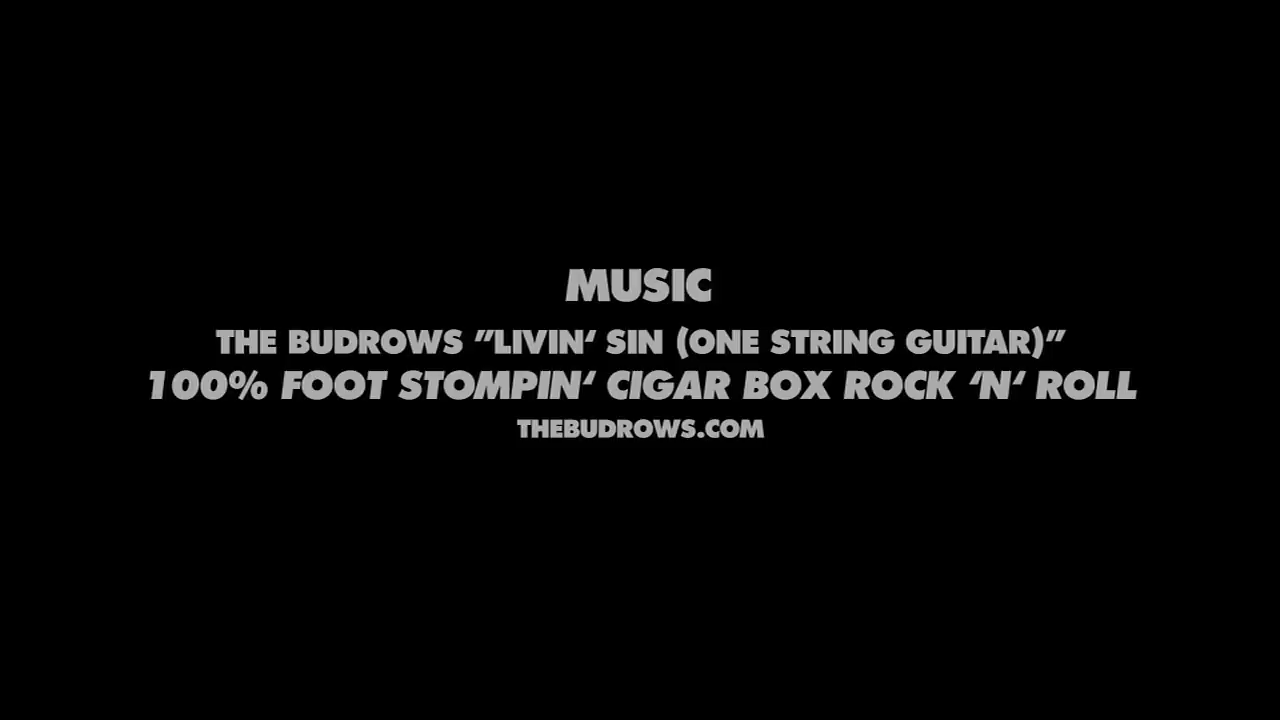 MUSIC
THE BUDROWS ”LIVIN‘ SIN (ONE STRING GUITAR)”
100% FOOT STOMPIN‘ CIGAR BOX ROCK ‘N‘ ROLL
THEBUDROWS.COM